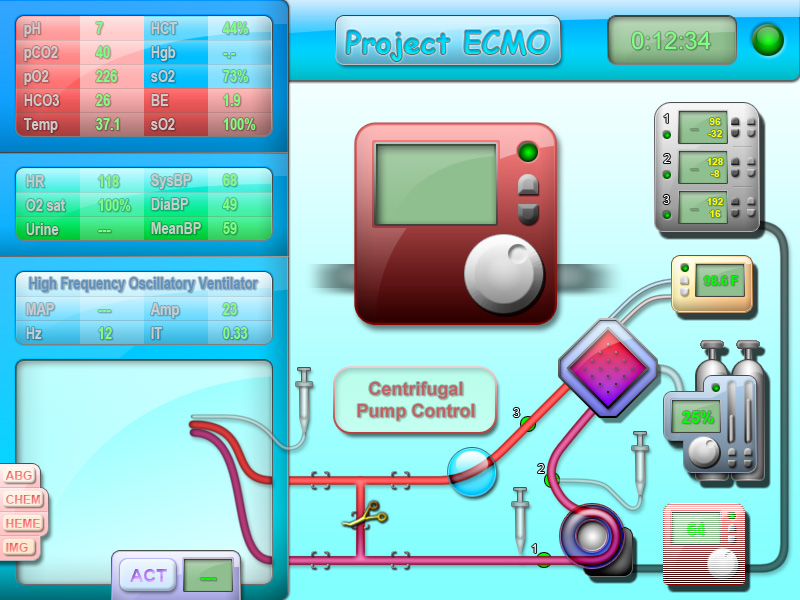 Project ECMO
0:12:34
pH 7 HCT 44%
pCO2 40 Hgb -.-
pO2 226 sO2 73%
HCO3 26 BE 1.9
Temp 37.1 sO2 100%
HR 118 SysBP 68
O2 sat 100% DiaBP 49
Urine --- MeanBP 59
High Frequency Oscillatory Ventilator
MAP --- Amp 23
Hz 12 IT 0.33
1 96
-32
2 128
-8
3 192
16
98.6 F
Centrifugal
Pump Control
3
25%
2
ABG
CHEM
HEME
IMG
64
1
ACT ---